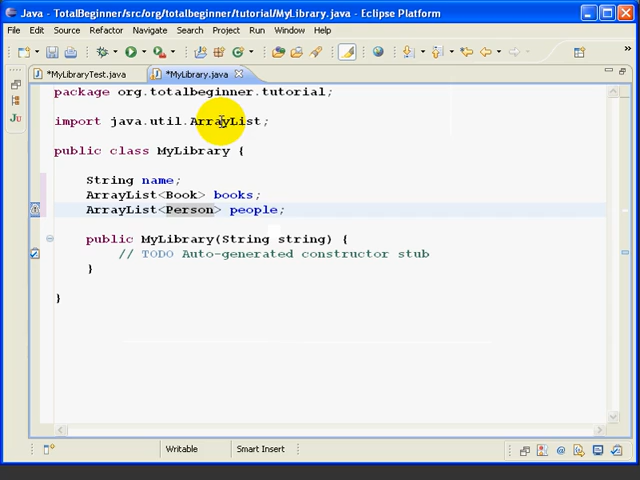 Java - TotalBeginner/src/org/totalbeginner/tutorial/MyLibrary.java - Eclipse Platform
File Edit Source Refactor Navigate Search Project Run Window Help
*MyLibraryTest.java *MyLibrary.java
package org.totalbeginner.tutorial;
import java.util.ArrayList;
public class MyLibrary {
String name;
ArrayList<Book> books;
ArrayList<Person> people;
public MyLibrary(String string) {
// TODO Auto-generated constructor stub
}
}
Writable Smart Insert